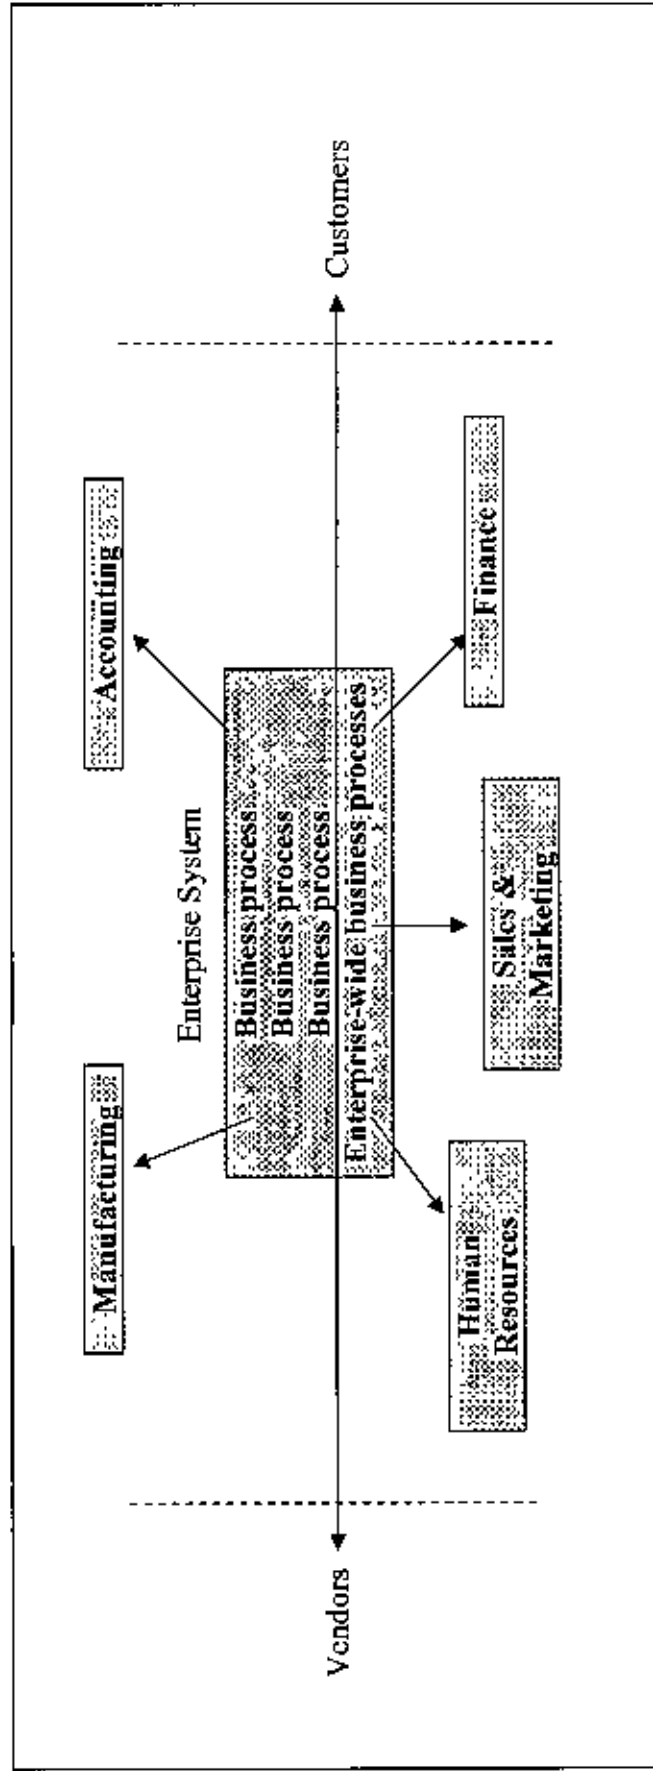 Enterprise System
Manufacturing
Accounting
Business process
Business process
Business process
Enterprise-wide business processes
Vendors
Customers
Human
Resources
Sales &
Marketing
Finance